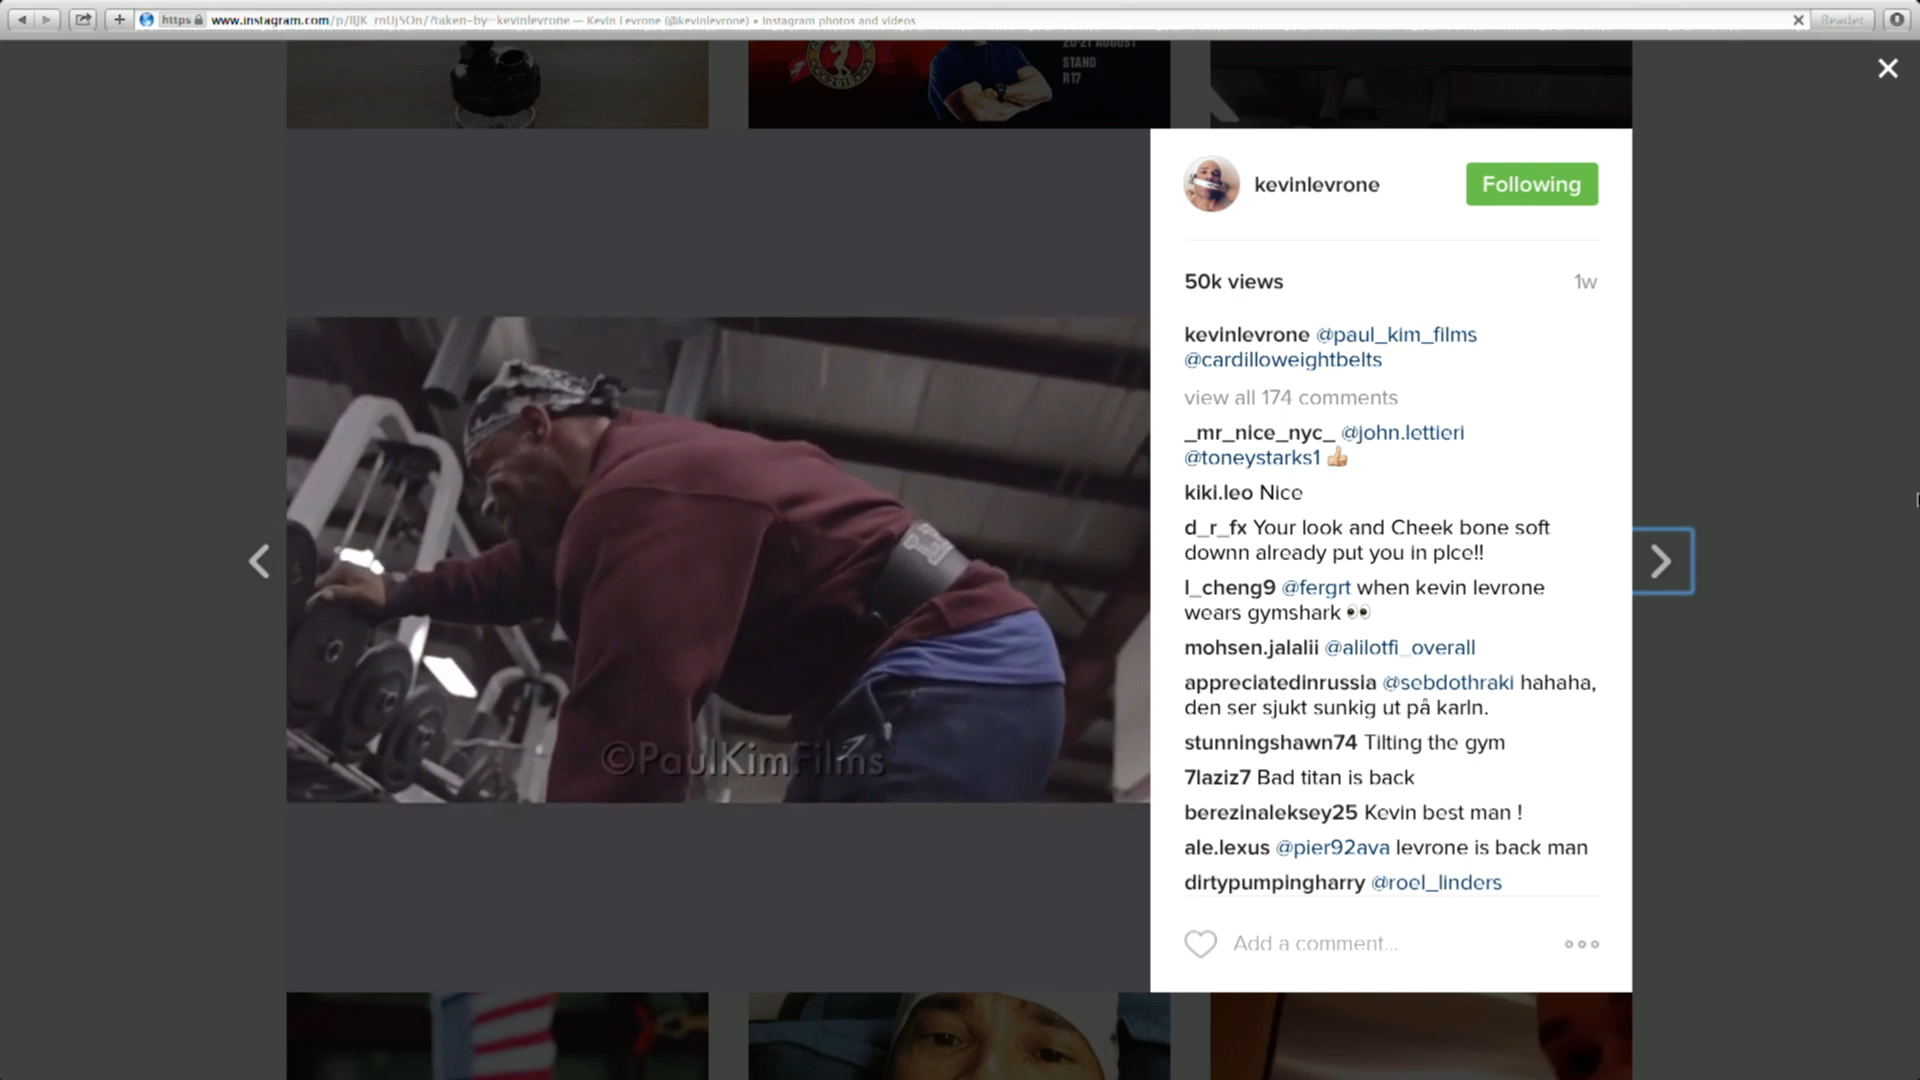 https www.instagram.com — Kevin Levrone (@kevinlevrone) • Instagram photos and videos
Reader
20-21 AUGUST
STAND
R17
kevinlevrone
Following
50k views
1w
kevinlevrone @paul_kim_films
@cardilloweightbelts
view all 174 comments
_mr_nice_nyc_ @john.lettieri
@toneystarks1 👍
kiki.leo Nice
d_r_fx Your look and Cheek bone soft
downn already put you in plce!!
l_cheng9 @fergrt when kevin levrone
wears gymshark 👀
mohsen.jalalii @alilotfi_overall
appreciatedinrussia @sebdothraki hahaha,
den ser sjukt sunkig ut på karln.
stunningshawn74 Tilting the gym
7laziz7 Bad titan is back
berezinaleksey25 Kevin best man !
ale.lexus @pier92ava levrone is back man
dirtypumpingharry @roel_linders
Add a comment...
©PaulKimFilms